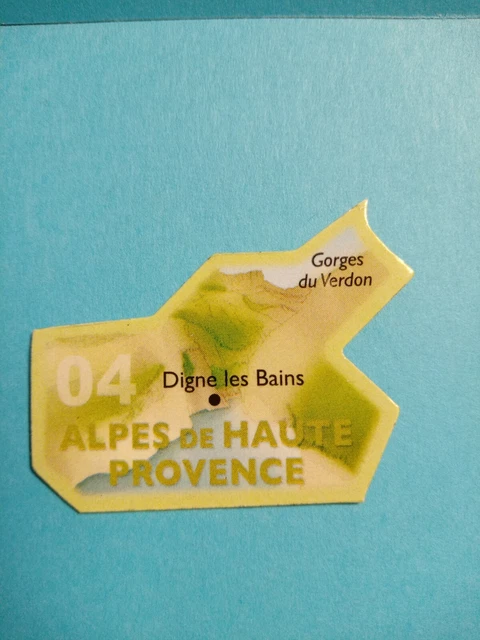 Gorges
du Verdon
04
Digne les Bains
ALPES DE HAUTE
PROVENCE